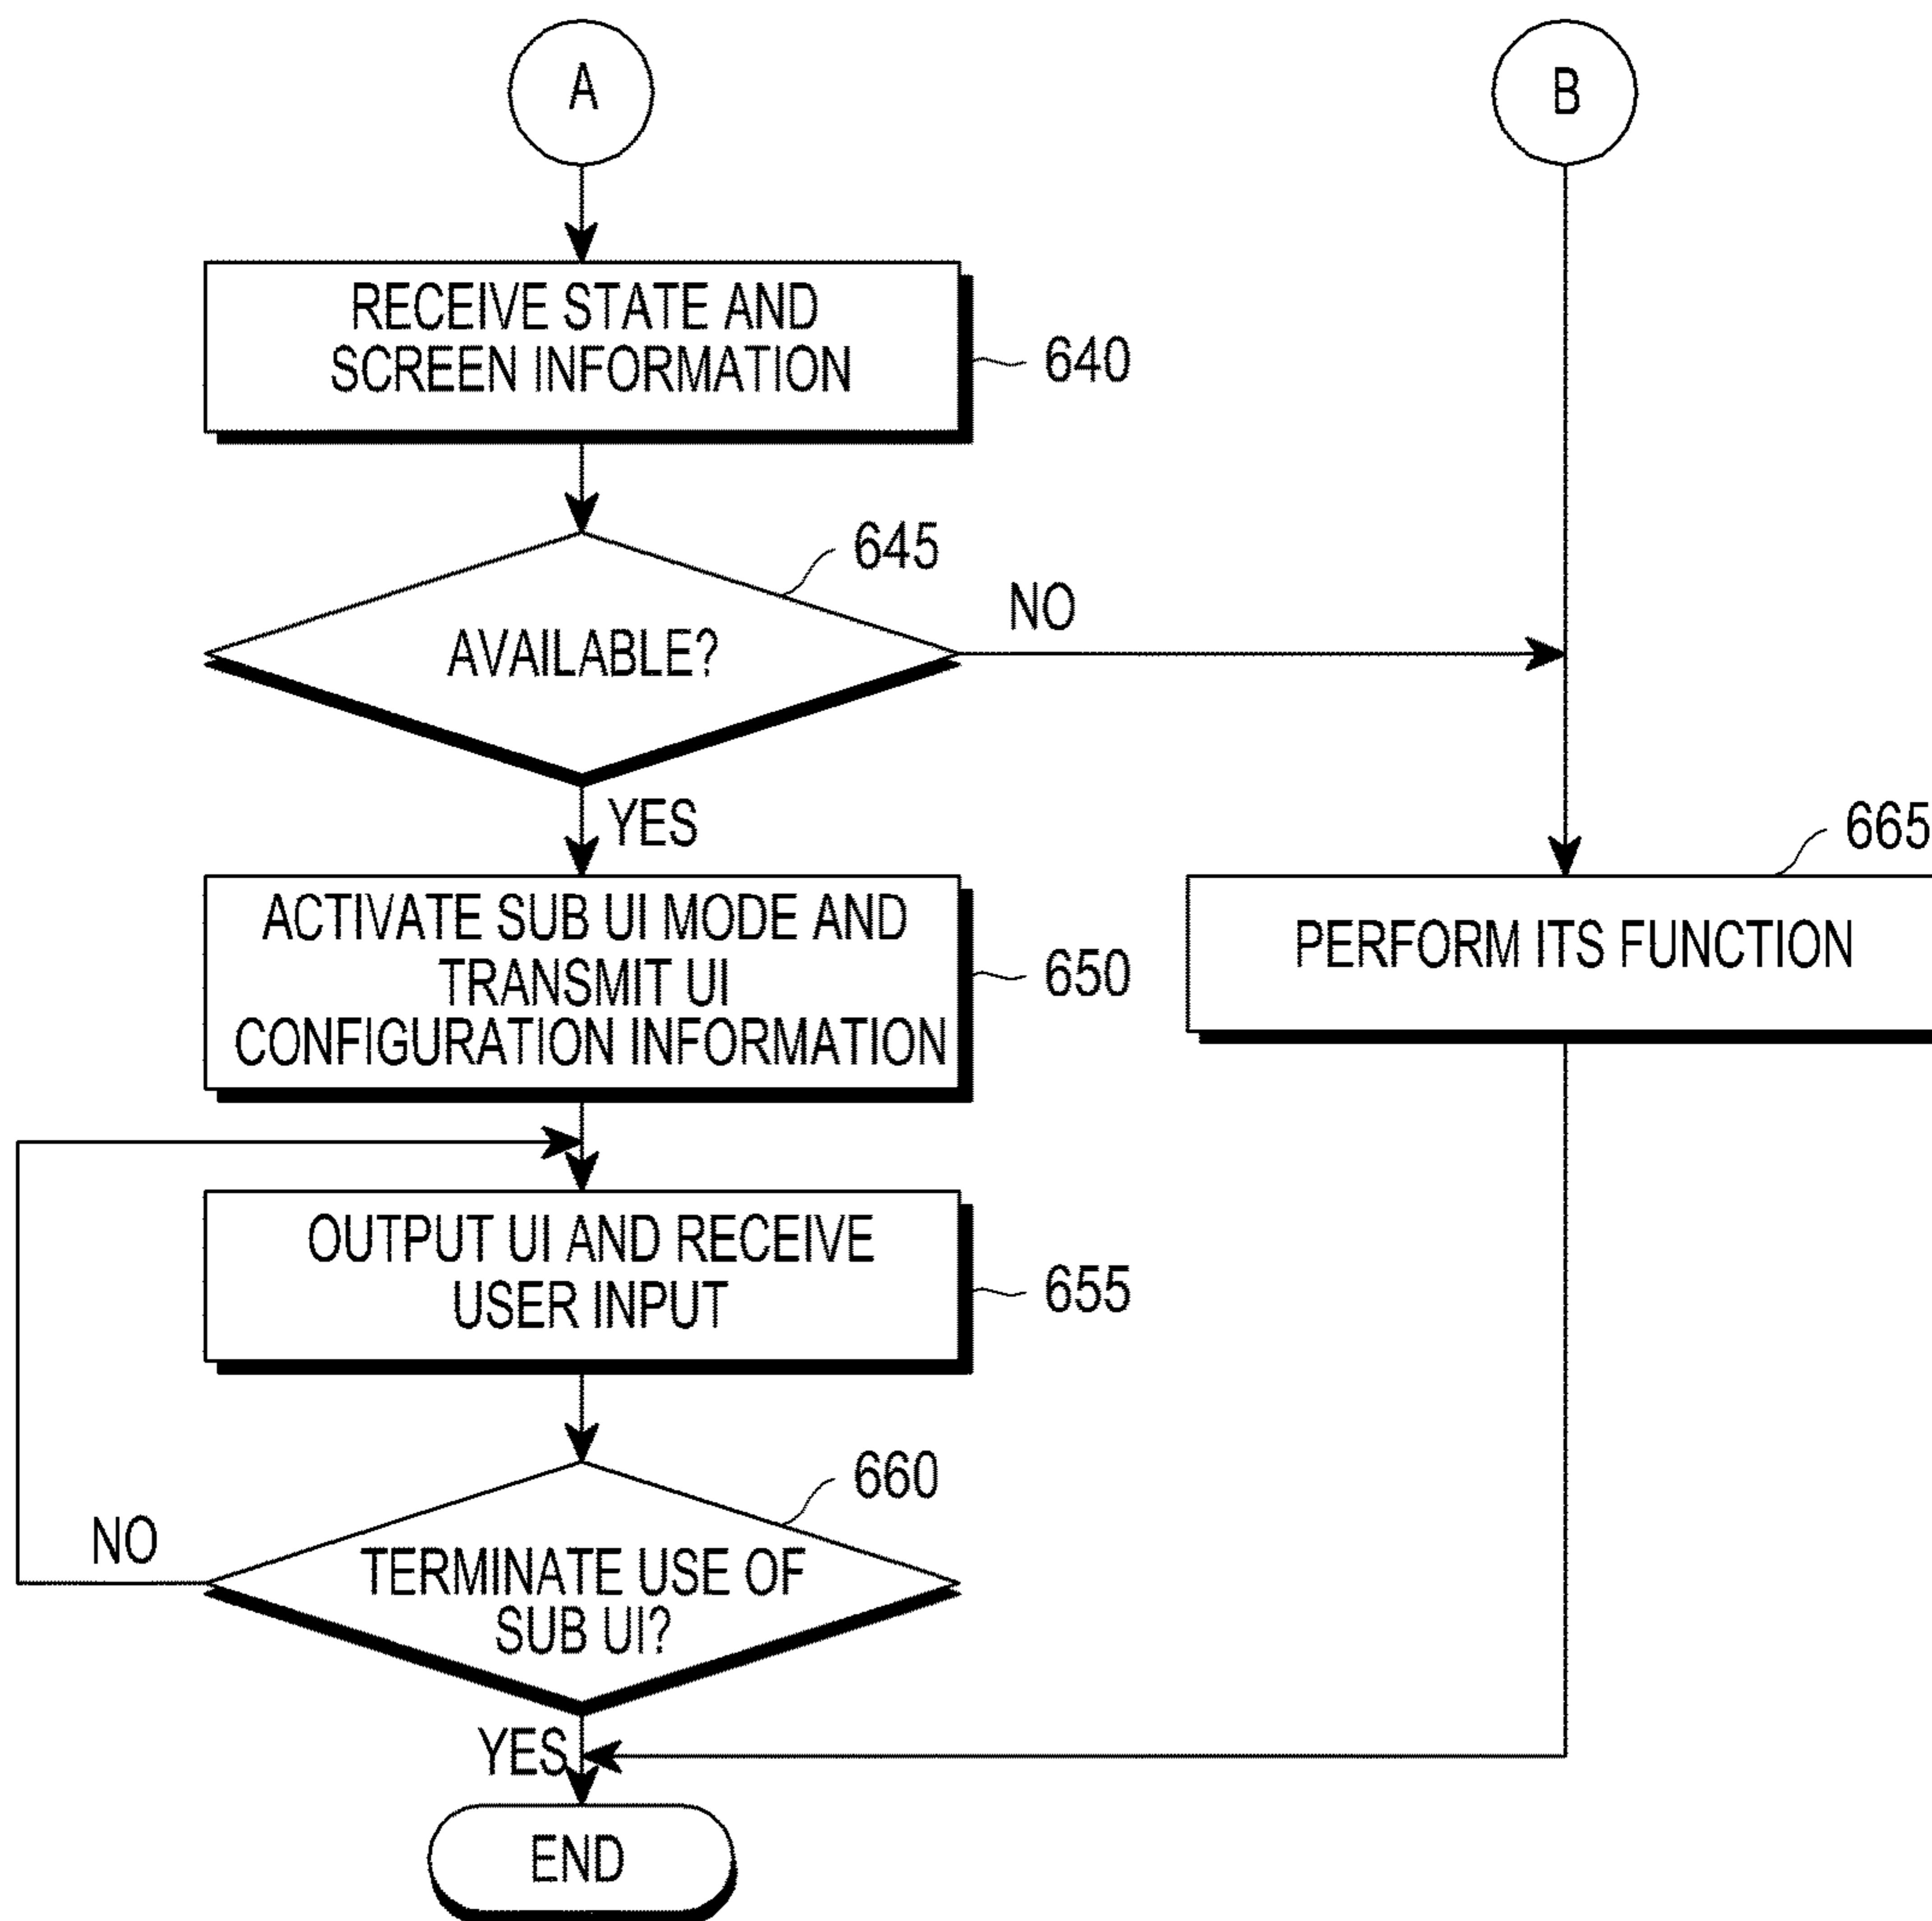 A
B
RECEIVE STATE AND
SCREEN INFORMATION
640
645
AVAILABLE?
NO
YES
665
ACTIVATE SUB UI MODE AND
TRANSMIT UI
CONFIGURATION INFORMATION
650
PERFORM ITS FUNCTION
OUTPUT UI AND RECEIVE
USER INPUT
655
660
NO
TERMINATE USE OF
SUB UI?
YES
END